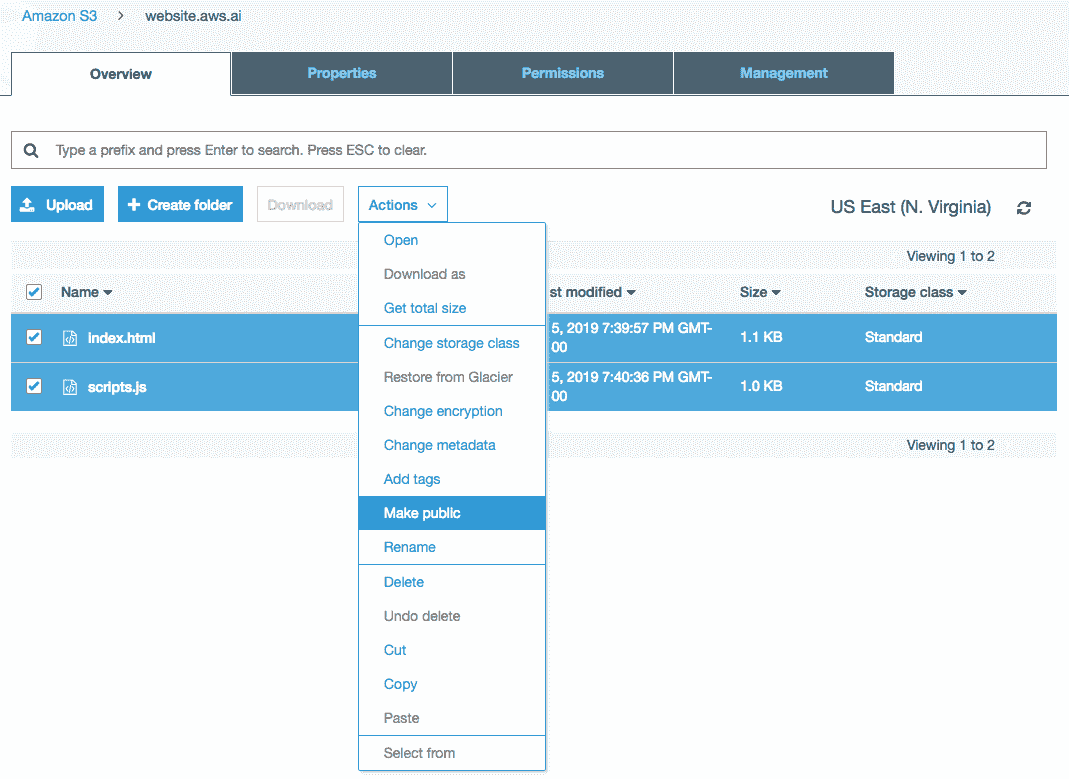 Amazon S3 > website.aws.ai
Overview Properties Permissions Management
Type a prefix and press Enter to search. Press ESC to clear.
Upload + Create folder Download Actions US East (N. Virginia)
Viewing 1 to 2
Name st modified Size Storage class
index.html 5, 2019 7:39:57 PM GMT-
00 1.1 KB Standard
scripts.js 5, 2019 7:40:36 PM GMT-
00 1.0 KB Standard
Viewing 1 to 2
Open
Download as
Get total size
Change storage class
Restore from Glacier
Change encryption
Change metadata
Add tags
Make public
Rename
Delete
Undo delete
Cut
Copy
Paste
Select from